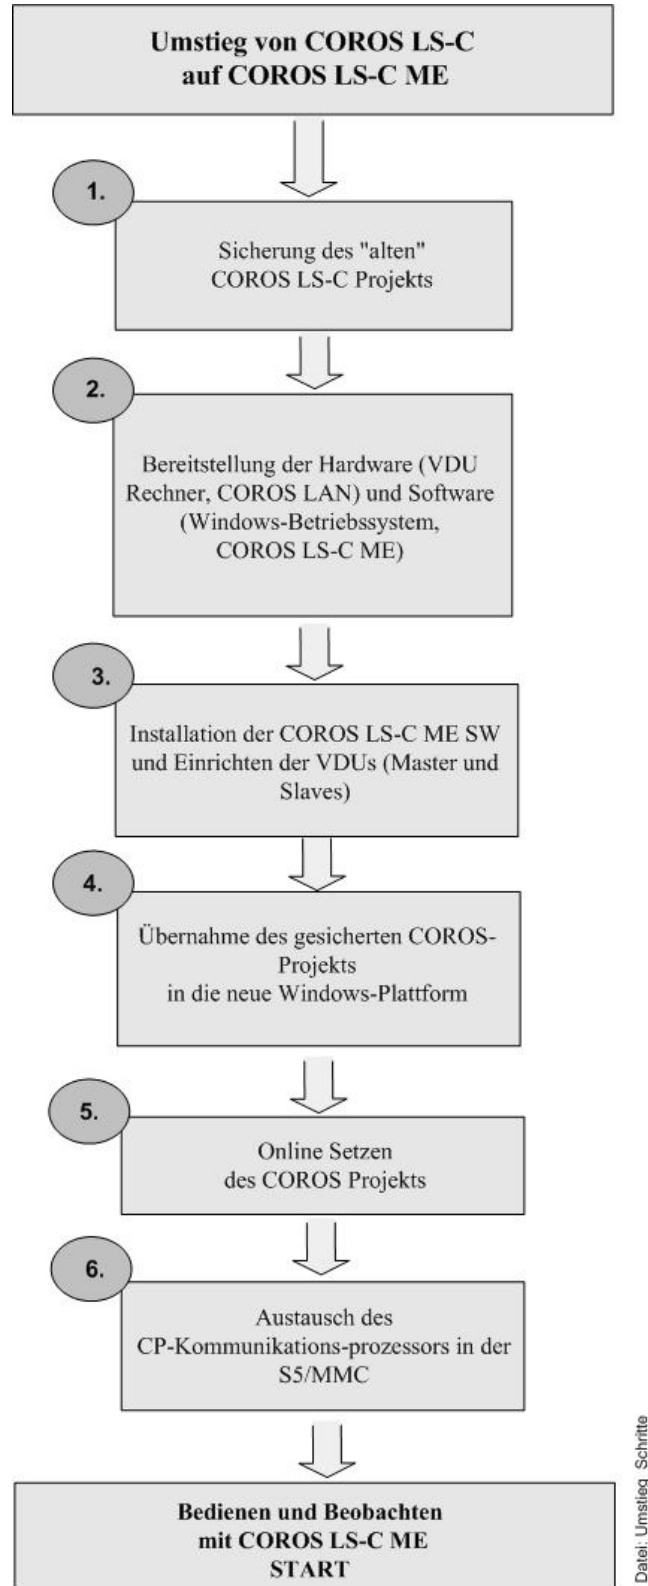 Umstieg von COROS LS-C
auf COROS LS-C ME
1.
Sicherung des "alten"
COROS LS-C Projekts
2.
Bereitstellung der Hardware (VDU
Rechner, COROS LAN) und Software
(Windows-Betriebssystem,
COROS LS-C ME)
3.
Installation der COROS LS-C ME SW
und Einrichten der VDUs (Master und
Slaves)
4.
Übernahme des gesicherten COROS-
Projekts
in die neue Windows-Plattform
5.
Online Setzen
des COROS Projekts
6.
Austausch des
CP-Kommunikations-prozessors in der
S5/MMC
Bedienen und Beobachten
mit COROS LS-C ME
START
Datei: Umstieg_Schritte